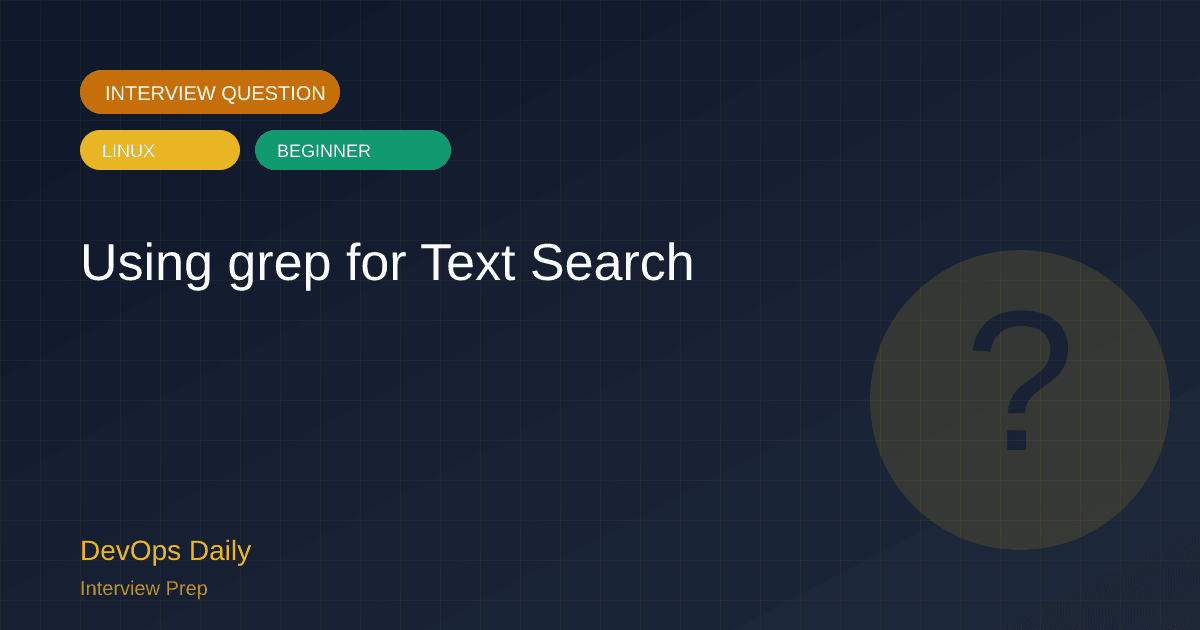 INTERVIEW QUESTION
LINUX
BEGINNER
Using grep for Text Search
?
DevOps Daily
Interview Prep